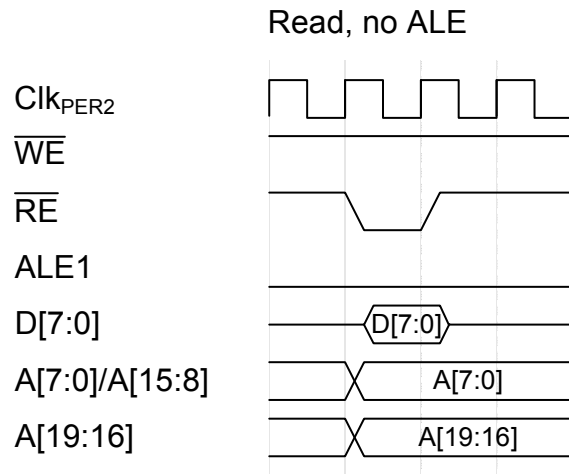 Read, no ALE
ClkPER2
WE
RE
ALE1
D[7:0] D[7:0]
A[7:0]/A[15:8] A[7:0]
A[19:16] A[19:16]